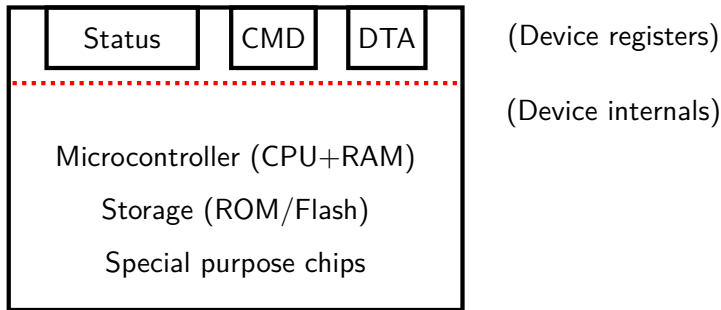 Status CMD DTA (Device registers)
(Device internals)
Microcontroller (CPU+RAM)
Storage (ROM/Flash)
Special purpose chips